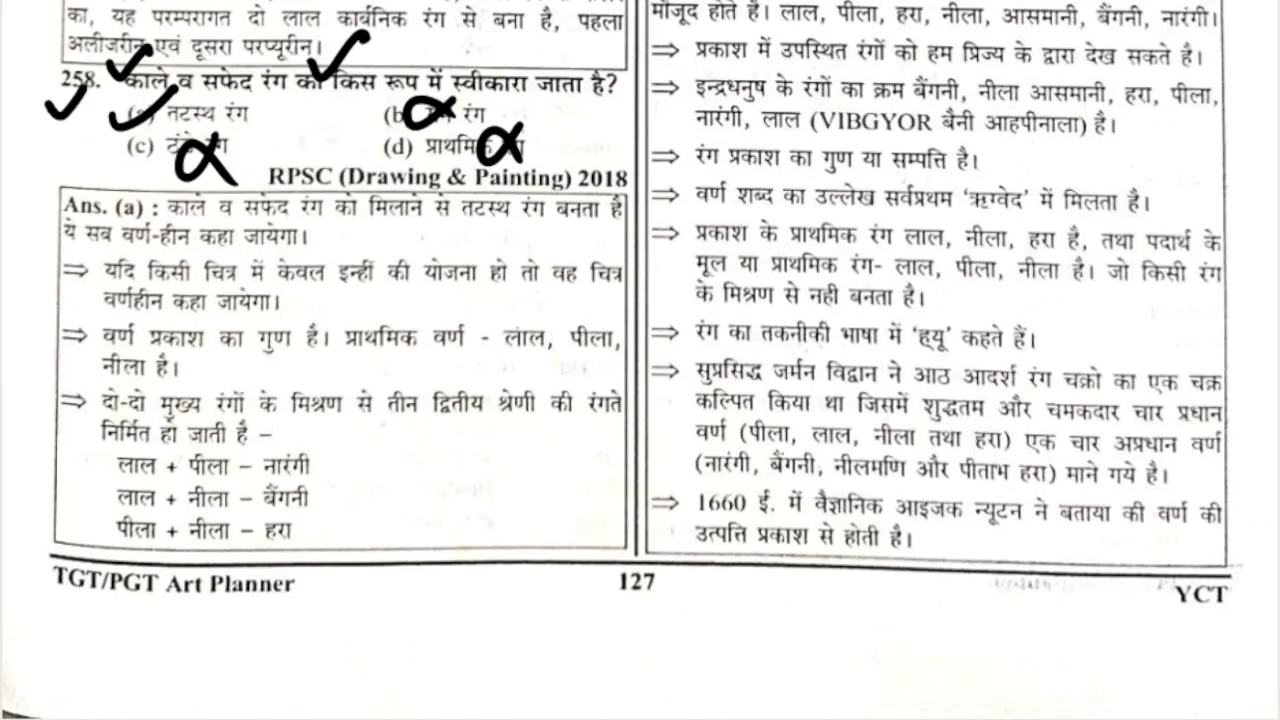 का, यह परम्परागत दो लाल कार्बनिक रंग से बना है, पहला
अलीजरीन एवं दूसरा परप्यूरीन।
258. काले व सफेद रंग को किस रूप में स्वीकारा जाता है?
(a) तटस्थ रंग
(b) रंग
(c)
(d) प्राथमिक
RPSC (Drawing & Painting) 2018
Ans. (a) : काले व सफेद रंग को मिलाने से तटस्थ रंग बनता है
ये सब वर्ण-हीन कहा जायेगा।
⇒ यदि किसी चित्र में केवल इन्हीं की योजना हो तो वह चित्र
वर्णहीन कहा जायेगा।
⇒ वर्ण प्रकाश का गुण है। प्राथमिक वर्ण - लाल, पीला,
नीला है।
⇒ दो-दो मुख्य रंगों के मिश्रण से तीन द्वितीय श्रेणी की रंगते
निर्मित हो जाती है –
लाल + पीला – नारंगी
लाल + नीला – बैंगनी
पीला + नीला – हरा
मौजूद होते है। लाल, पीला, हरा, नीला, आसमानी, बैंगनी, नारंगी।
⇒ प्रकाश में उपस्थित रंगों को हम प्रिज्य के द्वारा देख सकते है।
⇒ इन्द्रधनुष के रंगों का क्रम बैंगनी, नीला आसमानी, हरा, पीला,
नारंगी, लाल (VIBGYOR बैनी आहपीनाला) है।
⇒ रंग प्रकाश का गुण या सम्पत्ति है।
⇒ वर्ण शब्द का उल्लेख सर्वप्रथम 'ऋग्वेद' में मिलता है।
⇒ प्रकाश के प्राथमिक रंग लाल, नीला, हरा है, तथा पदार्थ के
मूल या प्राथमिक रंग- लाल, पीला, नीला है। जो किसी रंग
के मिश्रण से नही बनता है।
⇒ रंग का तकनीकी भाषा में 'हयू' कहते हैं।
⇒ सुप्रसिद्ध जर्मन विद्वान ने आठ आदर्श रंग चक्रो का एक चक्र
कल्पित किया था जिसमें शुद्धतम और चमकदार चार प्रधान
वर्ण (पीला, लाल, नीला तथा हरा) एक चार अप्रधान वर्ण
(नारंगी, बैंगनी, नीलमणि और पीताभ हरा) माने गये है।
⇒ 1660 ई. में वैज्ञानिक आइजक न्यूटन ने बताया की वर्ण की
उत्पत्ति प्रकाश से होती है।
TGT/PGT Art Planner
127
YCT